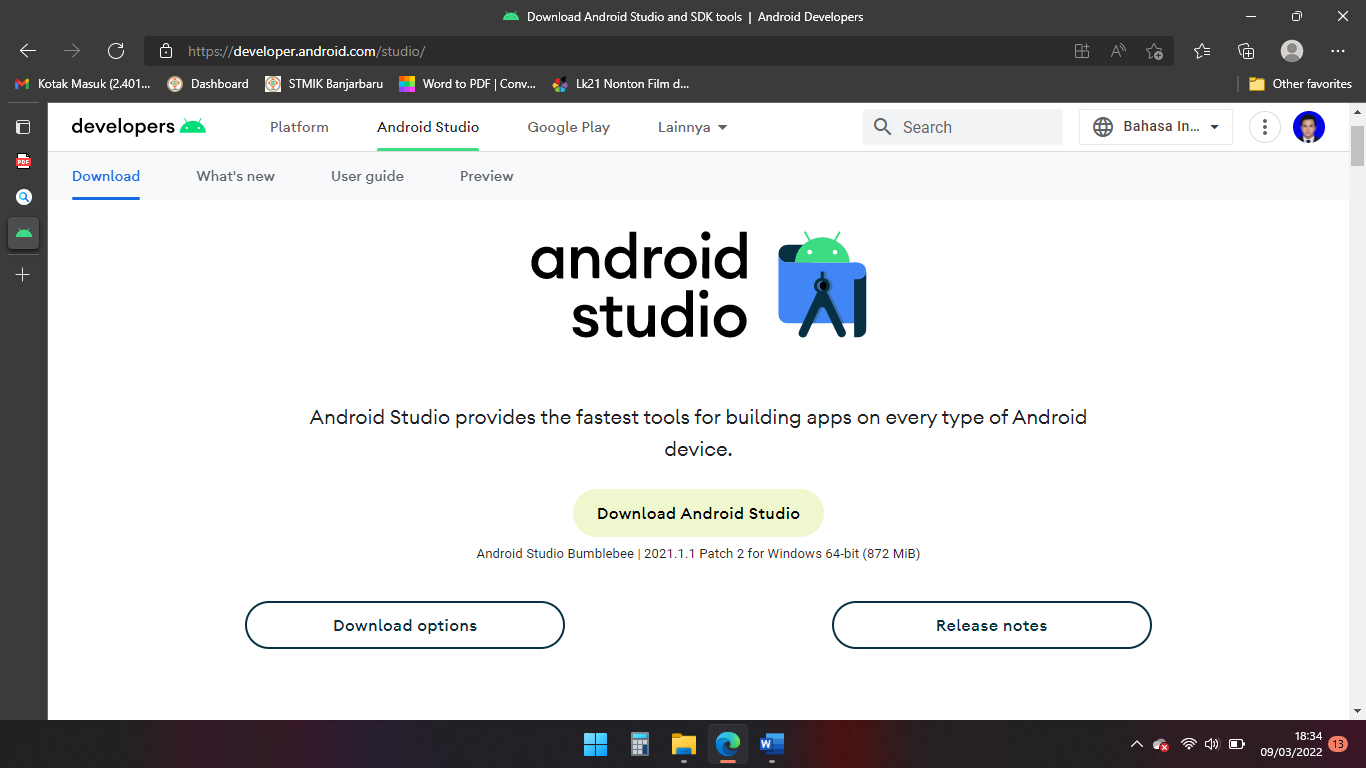 Download Android Studio and SDK tools | Android Developers
https://developer.android.com/studio/
Kotak Masuk (2.401... Dashboard STMIK Banjarbaru Word to PDF | Conv... Lk21 Nonton Film d... Other favorites
developers Platform Android Studio Google Play Lainnya Search Bahasa In...
PDF
Download What's new User guide Preview
android
studio
Android Studio provides the fastest tools for building apps on every type of Android
device.
Download Android Studio
Android Studio Bumblebee | 2021.1.1 Patch 2 for Windows 64-bit (872 MiB)
Download options Release notes
W
18:34
09/03/2022
13